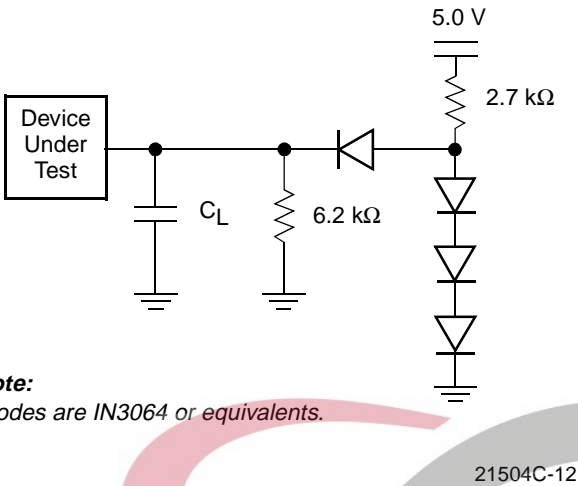 5.0 V
2.7 kΩ
Device
Under
Test
CL
6.2 kΩ
ote:
odes are IN3064 or equivalents.
21504C-12